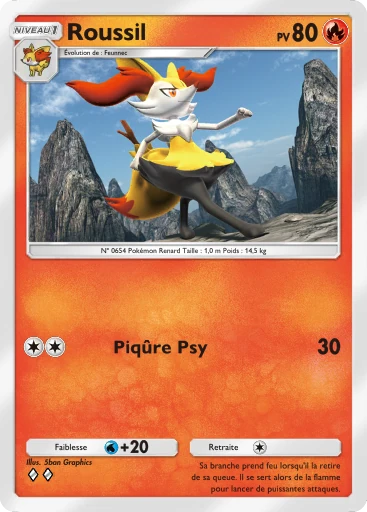 NIVEAU 1
Roussil
PV 80
Évolution de : Feunnec
N° 0654 Pokémon Renard Taille : 1,0 m Poids : 14,5 kg
Piqûre Psy 30
Faiblesse +20 Retraite
Illus. 5ban Graphics
Sa branche prend feu lorsqu'il la retire
de sa queue. Il se sert alors de la flamme
pour lancer de puissantes attaques.